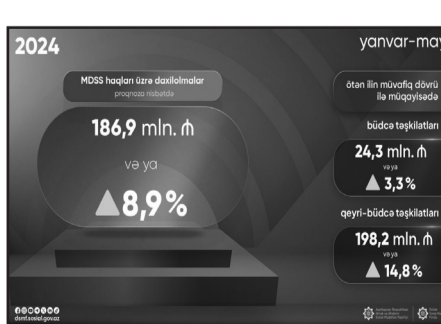 2024
yanvar-may
MDSS haqları üzrə daxilolmalar
proqnoza nisbətdə
186,9 mln. ₼
və ya
8,9%
ötən ilin müvafiq dövrü
ilə müqayisədə
büdcə təşkilatları
24,3 mln. ₼
və ya
3,3%
qeyri-büdcə təşkilatları
198,2 mln. ₼
və ya
14,8%
dsmf.sosial.gov.az